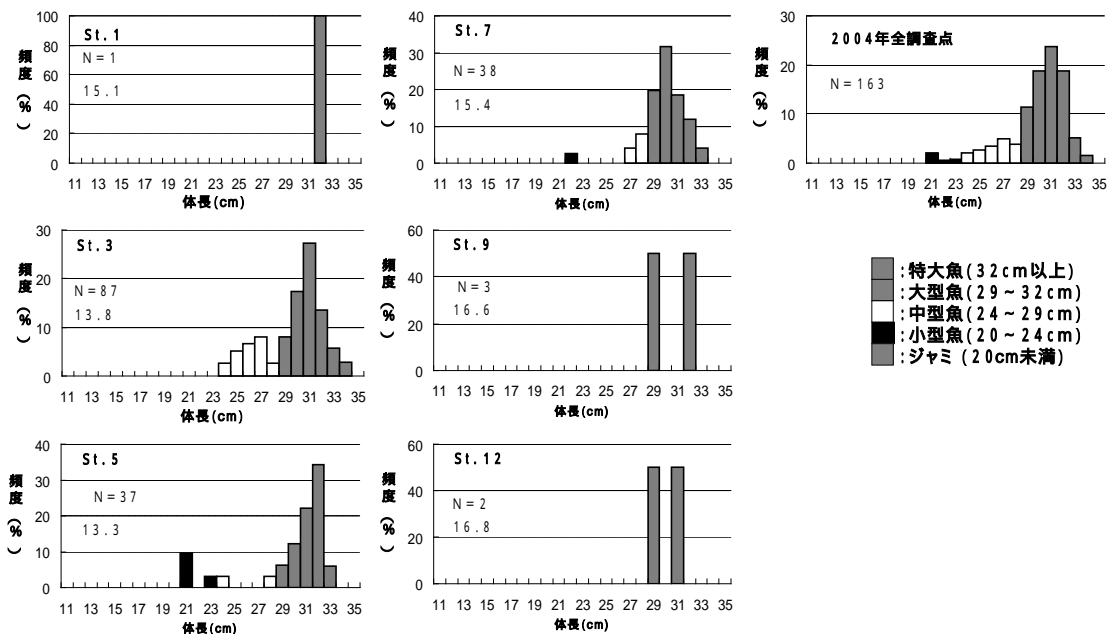 St.1
N=1
15.1
頻度(%)
100
80
60
40
20
0
11 13 15 17 19 21 23 25 27 29 31 33 35
体長(cm)
St.7
N=38
15.4
頻度(%)
40
30
20
10
0
11 13 15 17 19 21 23 25 27 29 31 33 35
体長(cm)
2004年全調査点
N=163
頻度(%)
30
20
10
0
11 13 15 17 19 21 23 25 27 29 31 33 35
体長(cm)
St.3
N=87
13.8
頻度(%)
30
20
10
0
11 13 15 17 19 21 23 25 27 29 31 33 35
体長(cm)
St.9
N=3
16.6
頻度(%)
60
40
20
0
11 13 15 17 19 21 23 25 27 29 31 33 35
体長(cm)
:特大魚(32cm以上)
:大型魚(29~32cm)
:中型魚(24~29cm)
:小型魚(20~24cm)
:ジャミ(20cm未満)
St.5
N=37
13.3
頻度(%)
40
30
20
10
0
11 13 15 17 19 21 23 25 27 29 31 33 35
体長(cm)
St.12
N=2
16.8
頻度(%)
60
40
20
0
11 13 15 17 19 21 23 25 27 29 31 33 35
体長(cm)